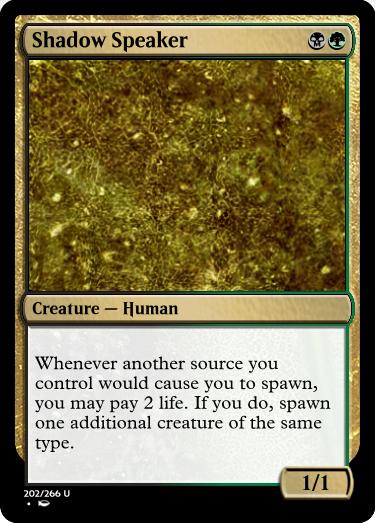 Shadow Speaker
Creature — Human
Whenever another source you
control would cause you to spawn,
you may pay 2 life. If you do, spawn
one additional creature of the same
type.
1/1
202/266 U